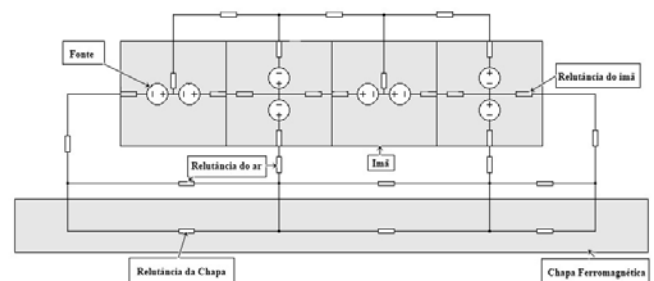 Fonte
Relutância do imã
Relutância do ar
Imã
Relutância da Chapa
Chapa Ferromagnética